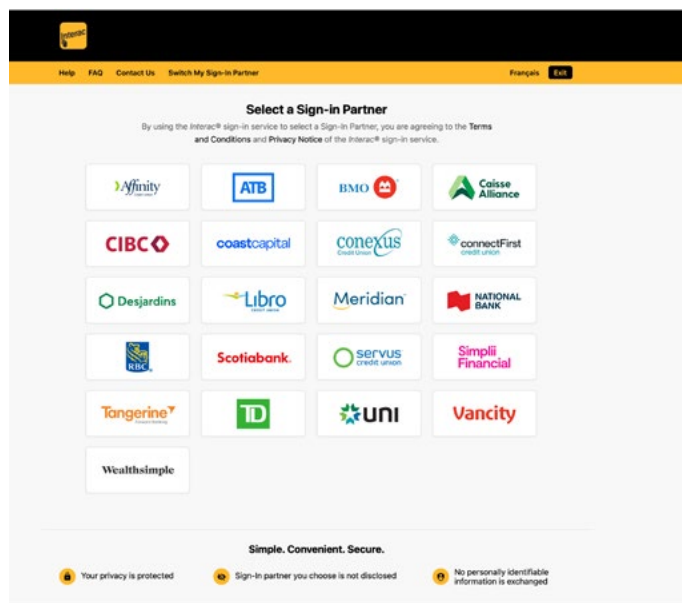 Interac
Help FAQ Contact Us Switch My Sign-In Partner Français Exit
Select a Sign-in Partner
By using the Interac® sign-in service to select a Sign-In Partner, you are agreeing to the Terms
and Conditions and Privacy Notice of the Interac® sign-in service.
Affinity
ATB
BMO
Caisse
Alliance
CIBC
coastcapital
conexus
Credit Union
connectFirst
credit union
Desjardins
Libro
CREDIT UNION
Meridian
NATIONAL
BANK
RBC
Scotiabank
servus
credit union
Simplii
Financial
Tangerine
TD
UNI
Vancity
Wealthsimple
Simple. Convenient. Secure.
Your privacy is protected
Sign-In partner you choose is not disclosed
No personally identifiable
information is exchanged